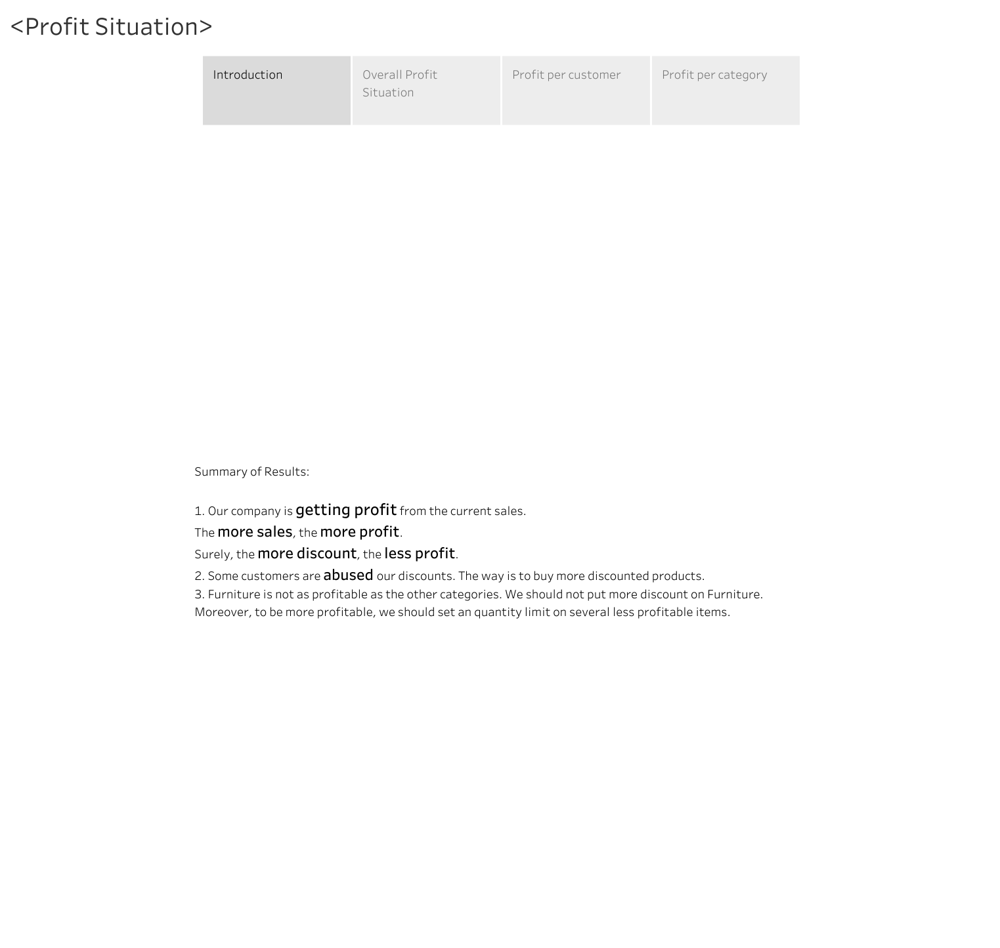 <Profit Situation>
Introduction
Overall Profit
Situation
Profit per customer
Profit per category
Summary of Results:
1. Our company is getting profit from the current sales.
The more sales, the more profit.
Surely, the more discount, the less profit.
2. Some customers are abused our discounts. The way is to buy more discounted products.
3. Furniture is not as profitable as the other categories. We should not put more discount on Furniture.
Moreover, to be more profitable, we should set an quantity limit on several less profitable items.